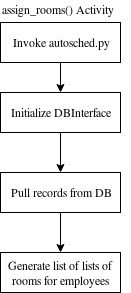 assign_rooms() Activity
Invoke autosched.py
Initialize DBInterface
Pull records from DB
Generate list of lists of
rooms for employees